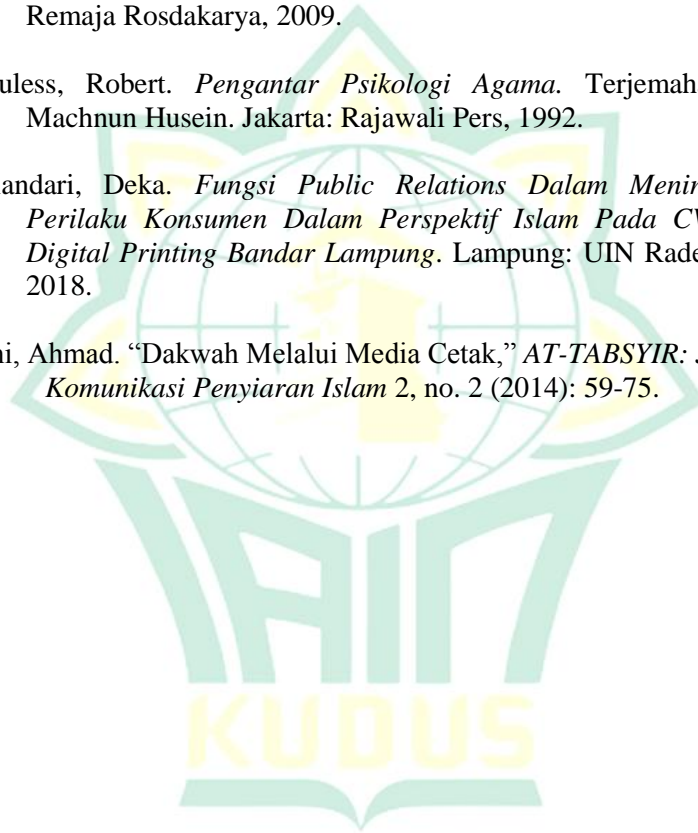 Remaja Rosdakarya, 2009.
uless, Robert. Pengantar Psikologi Agama. Terjemah
Machnun Husein. Jakarta: Rajawali Pers, 1992.
andari, Deka. Fungsi Public Relations Dalam Menin
Perilaku Konsumen Dalam Perspektif Islam Pada CV
Digital Printing Bandar Lampung. Lampung: UIN Rade
2018.
ni, Ahmad. “Dakwah Melalui Media Cetak,” AT-TABSYIR: J
Komunikasi Penyiaran Islam 2, no. 2 (2014): 59-75.
IAIN
KUDUS